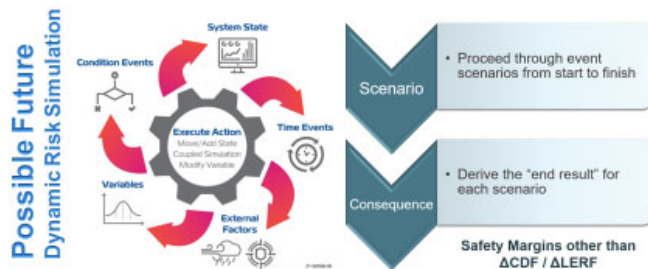 Possible Future
Dynamic Risk Simulation
System State
Condition Events
Execute Action
Move/Add State
Coupled Simulation
Modify Variable
Time Events
Variables
External
Factors
Scenario
• Proceed through event
scenarios from start to finish
Consequence
• Derive the "end result" for
each scenario
Safety Margins other than
ΔCDF / ΔLERF